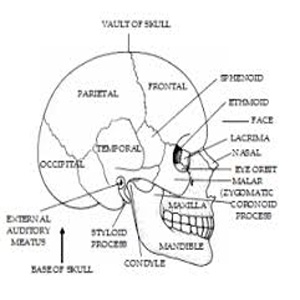 VAULT OF SKULL
FRONTAL
PARIETAL
SPHENOID
ETHMOID
FACE
LACRIMA
NASAL
TEMPORAL
OCCIPITAL
EYE ORBIT
MALAR
(ZYGOMATIC
CORONOID
PROCESS
MAXILLA
EXTERNAL
AUDITORY
MEATUS
STYLOID
PROCESS
MANDIBLE
CONDYLE
BASE OF SKULL